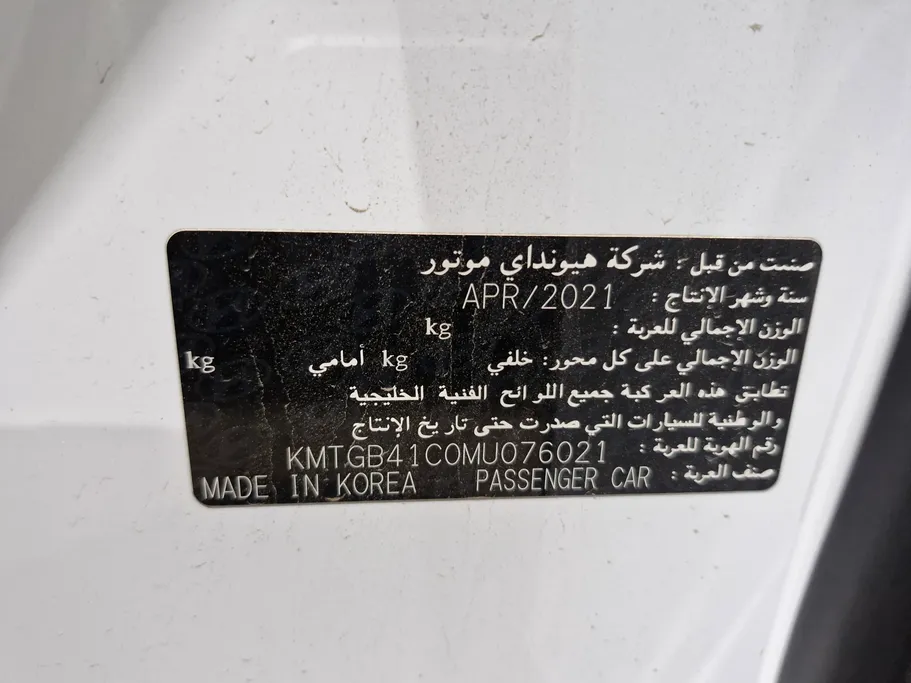 صنعت من قبل : شركة هيونداي موتور
سنة وشهر الانتاج : APR/2021
الوزن الإجمالي للعربة : kg
الوزن الإجمالي على كل محور: خلفي kg أمامي kg
تطابق هذه العركبة جميع اللوائح الفنية الخليجية
والوطنية للسيارات التي صدرت حتى تاريخ الإنتاج
رقم الهوية للعربة : KMTGB41C0MU076021
صنف العربة : PASSENGER CAR MADE IN KOREA